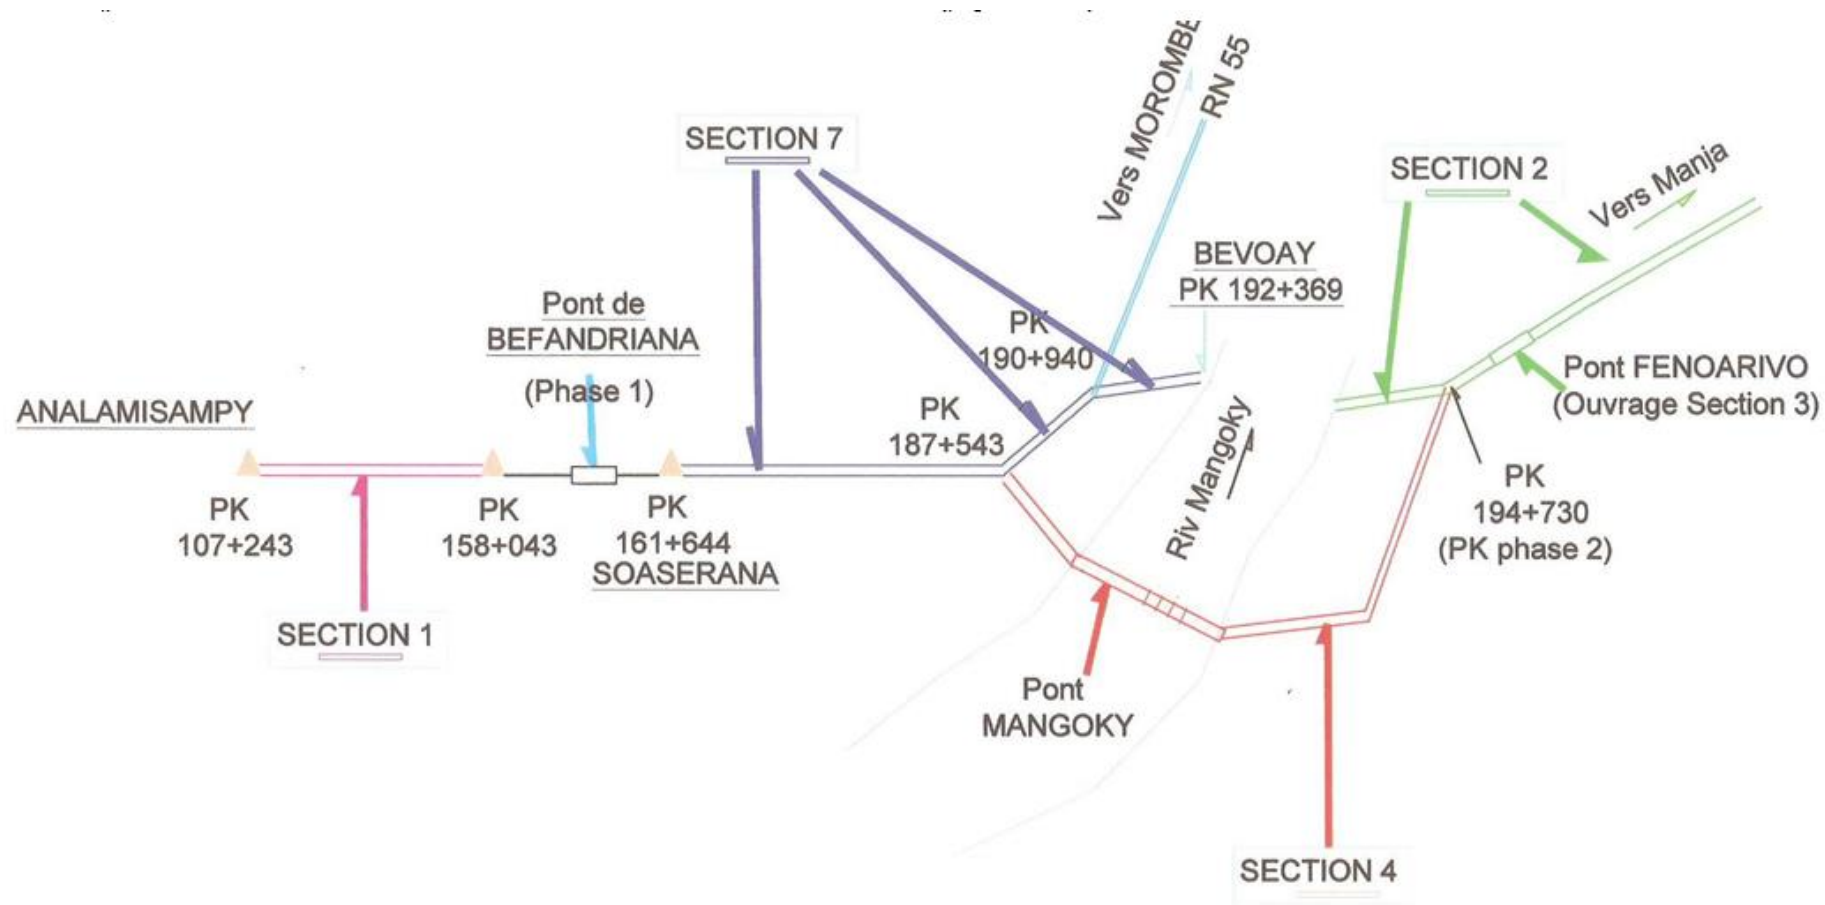 Vers MOROMBE
RN 55
SECTION 7
SECTION 2
Vers Manja
BEVOAY
PK 192+369
Pont de
BEFANDRIANA
(Phase 1)
PK
190+940
Pont FENOARIVO
(Ouvrage Section 3)
ANALAMISAMPY
PK
187+543
Riv Mangoky
PK
107+243
PK
158+043
PK
161+644
SOASERANA
PK
194+730
(PK phase 2)
SECTION 1
Pont
MANGOKY
SECTION 4